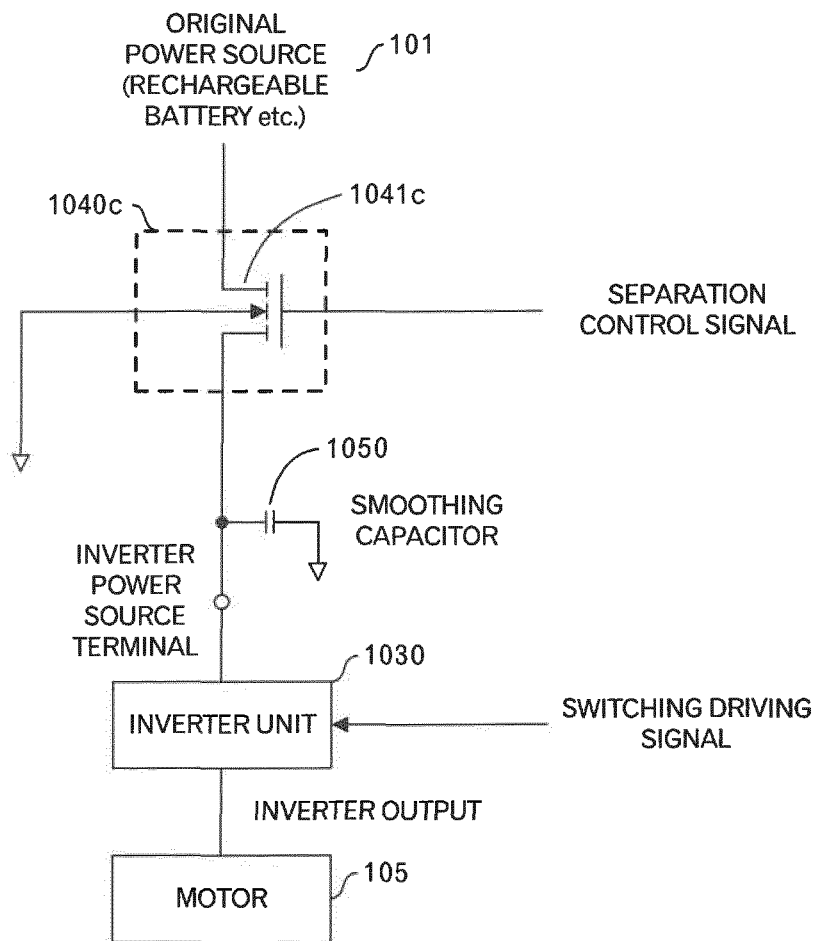 ORIGINAL
POWER SOURCE
(RECHARGEABLE
BATTERY etc.)
101
1040c
1041c
SEPARATION
CONTROL SIGNAL
1050
SMOOTHING
CAPACITOR
INVERTER
POWER
SOURCE
TERMINAL
1030
INVERTER UNIT
SWITCHING DRIVING
SIGNAL
INVERTER OUTPUT
105
MOTOR